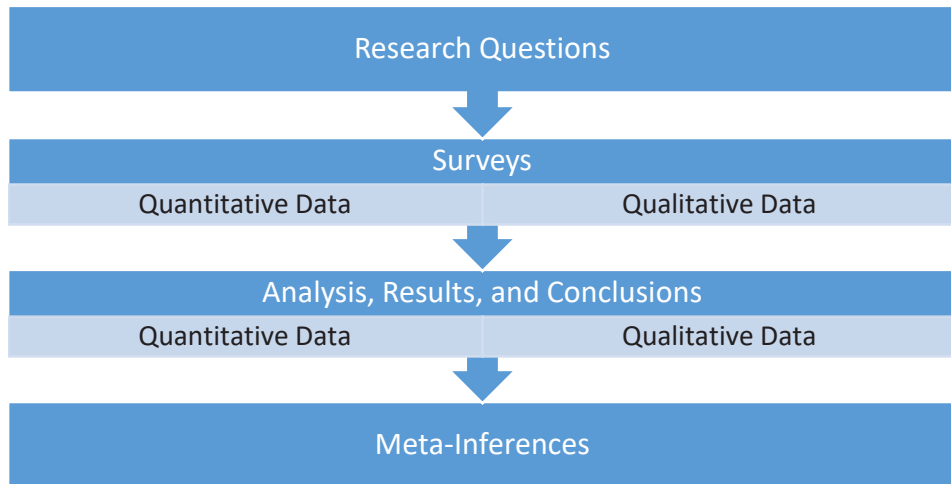 Research Questions
Surveys
Quantitative Data
Qualitative Data
Analysis, Results, and Conclusions
Quantitative Data
Qualitative Data
Meta-Inferences